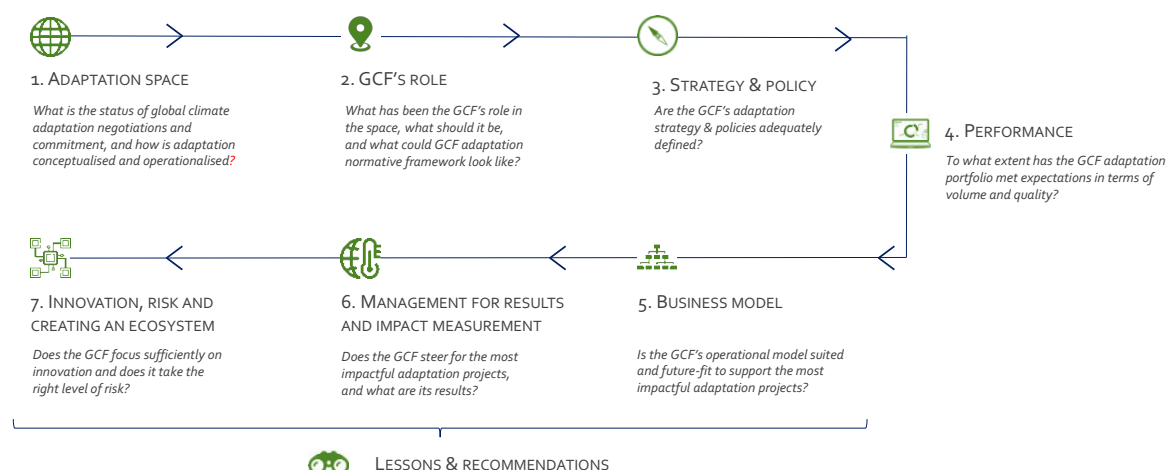 1. Adaptation space
What is the status of global climate
adaptation negotiations and
commitment, and how is adaptation
conceptualised and operationalised?
2. GCF's role
What has been the GCF's role in
the space, what should it be,
and what could GCF adaptation
normative framework look like?
3. Strategy & policy
Are the GCF's adaptation
strategy & policies adequately
defined?
4. Performance
To what extent has the GCF adaptation
portfolio met expectations in terms of
volume and quality?
5. Business model
Is the GCF's operational model suited
and future-fit to support the most
impactful adaptation projects?
6. Management for results
and impact measurement
Does the GCF steer for the most
impactful adaptation projects,
and what are its results?
7. Innovation, risk and
creating an ecosystem
Does the GCF focus sufficiently on
innovation and does it take the
right level of risk?
Lessons & recommendations